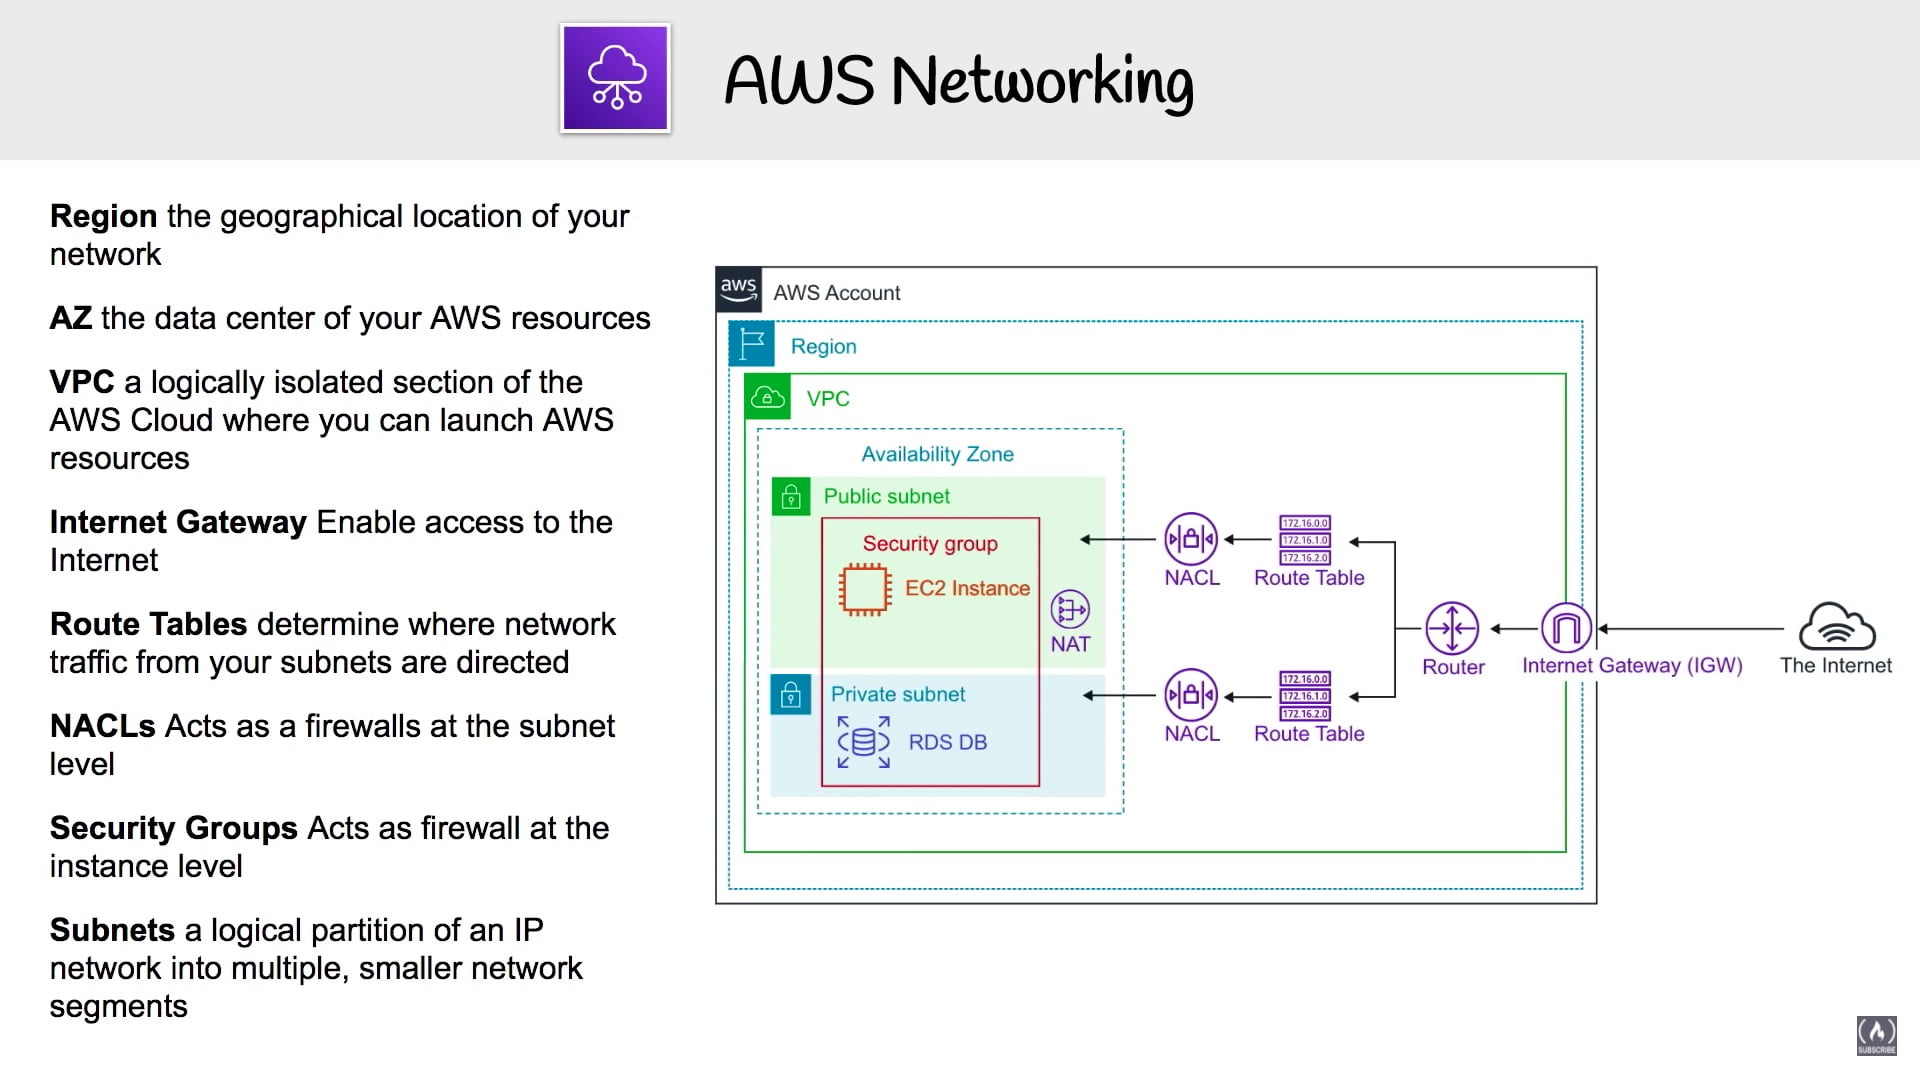 AWS Networking
Region the geographical location of your
network
AZ the data center of your AWS resources
VPC a logically isolated section of the
AWS Cloud where you can launch AWS
resources
Internet Gateway Enable access to the
Internet
Route Tables determine where network
traffic from your subnets are directed
NACLs Acts as a firewalls at the subnet
level
Security Groups Acts as firewall at the
instance level
Subnets a logical partition of an IP
network into multiple, smaller network
segments
aws
AWS Account
Region
VPC
Availability Zone
Public subnet
Security group
EC2 Instance
NAT
Private subnet
RDS DB
NACL
172.16.0.0
172.16.1.0
172.16.2.0
Route Table
NACL
172.16.0.0
172.16.1.0
172.16.2.0
Route Table
Router
Internet Gateway (IGW)
The Internet
SUBSCRIBE